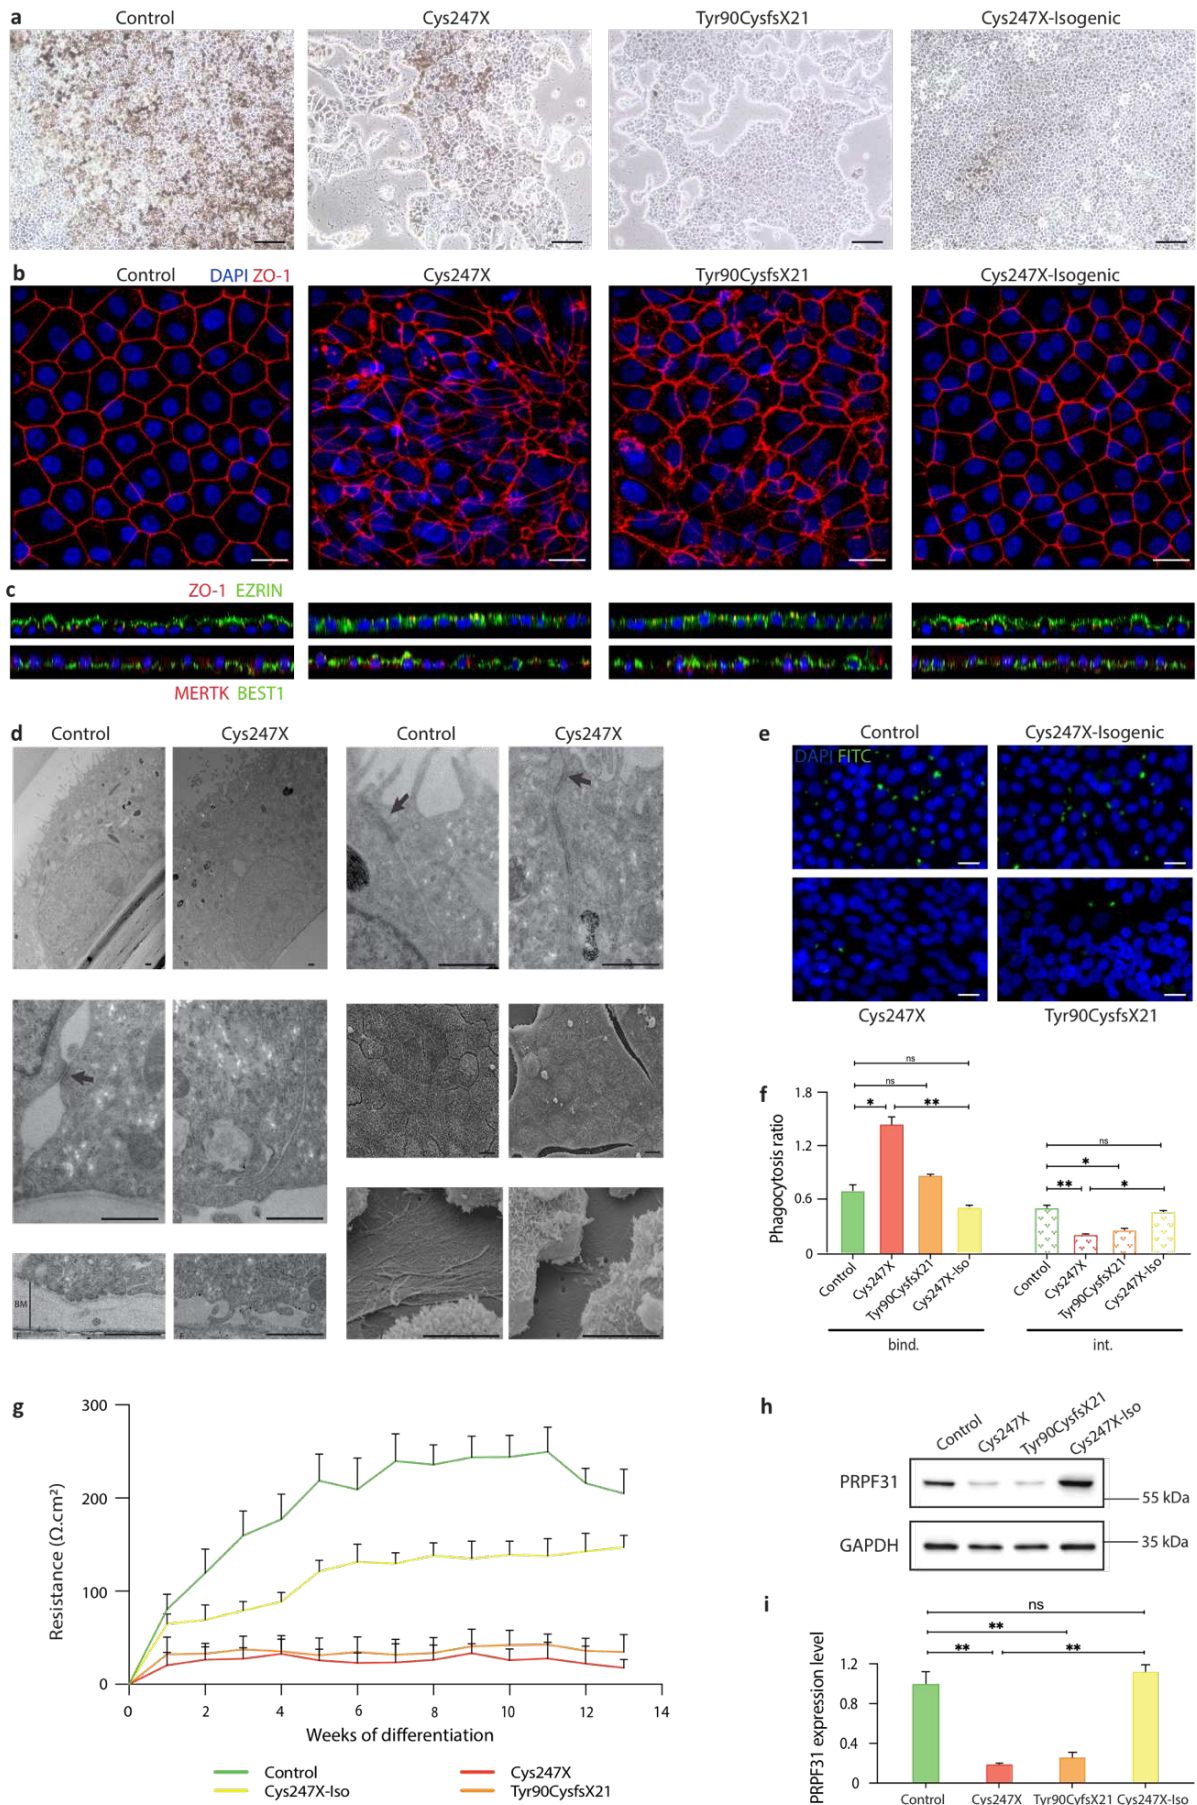 a
Control
Cys247X
Tyr90CysfsX21
Cys247X-Isogenic
b
Control
DAPI ZO-1
Cys247X
Tyr90CysfsX21
Cys247X-Isogenic
c
ZO-1 EZRIN
MERTK BEST1
d
Control
Cys247X
Control
Cys247X
BM
e
Control
Cys247X-Isogenic
DAPI FITC
Cys247X
Tyr90CysfsX21
f
Phagocytosis ratio
1.8
1.2
0.6
0
ns
ns
*
**
ns
*
**
*
Control
Cys247X
Tyr90CysfsX21
Cys247X-Iso
Control
Cys247X
Tyr90CysfsX21
Cys247X-Iso
bind.
int.
g
Resistance (Ω.cm²)
300
200
100
0
0 2 4 6 8 10 12 14
Weeks of differentiation
Control
Cys247X
Cys247X-Iso
Tyr90CysfsX21
h
Control
Cys247X
Tyr90CysfsX21
Cys247X-Iso
PRPF31
55 kDa
GAPDH
35 kDa
i
PRPF31 expression level
ns
**
**
**
1.2
0.8
0.4
0
Control
Cys247X
Tyr90CyfsX21
Cys247X-Iso